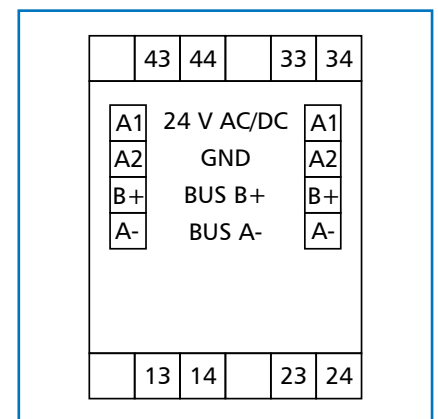 43 44 33 34
A1 24 V AC/DC A1
A2 GND A2
B+ BUS B+ B+
A- BUS A- A-
13 14 23 24